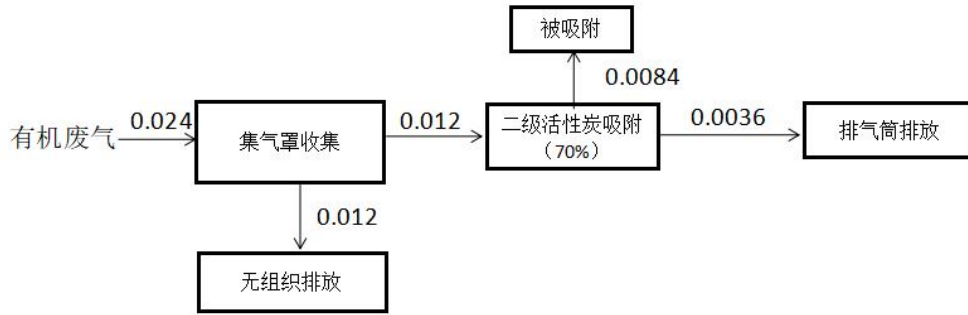 被吸附
0.0084
有机废气
0.024
集气罩收集
0.012
二级活性炭吸附
（70%）
0.0036
排气筒排放
0.012
无组织排放